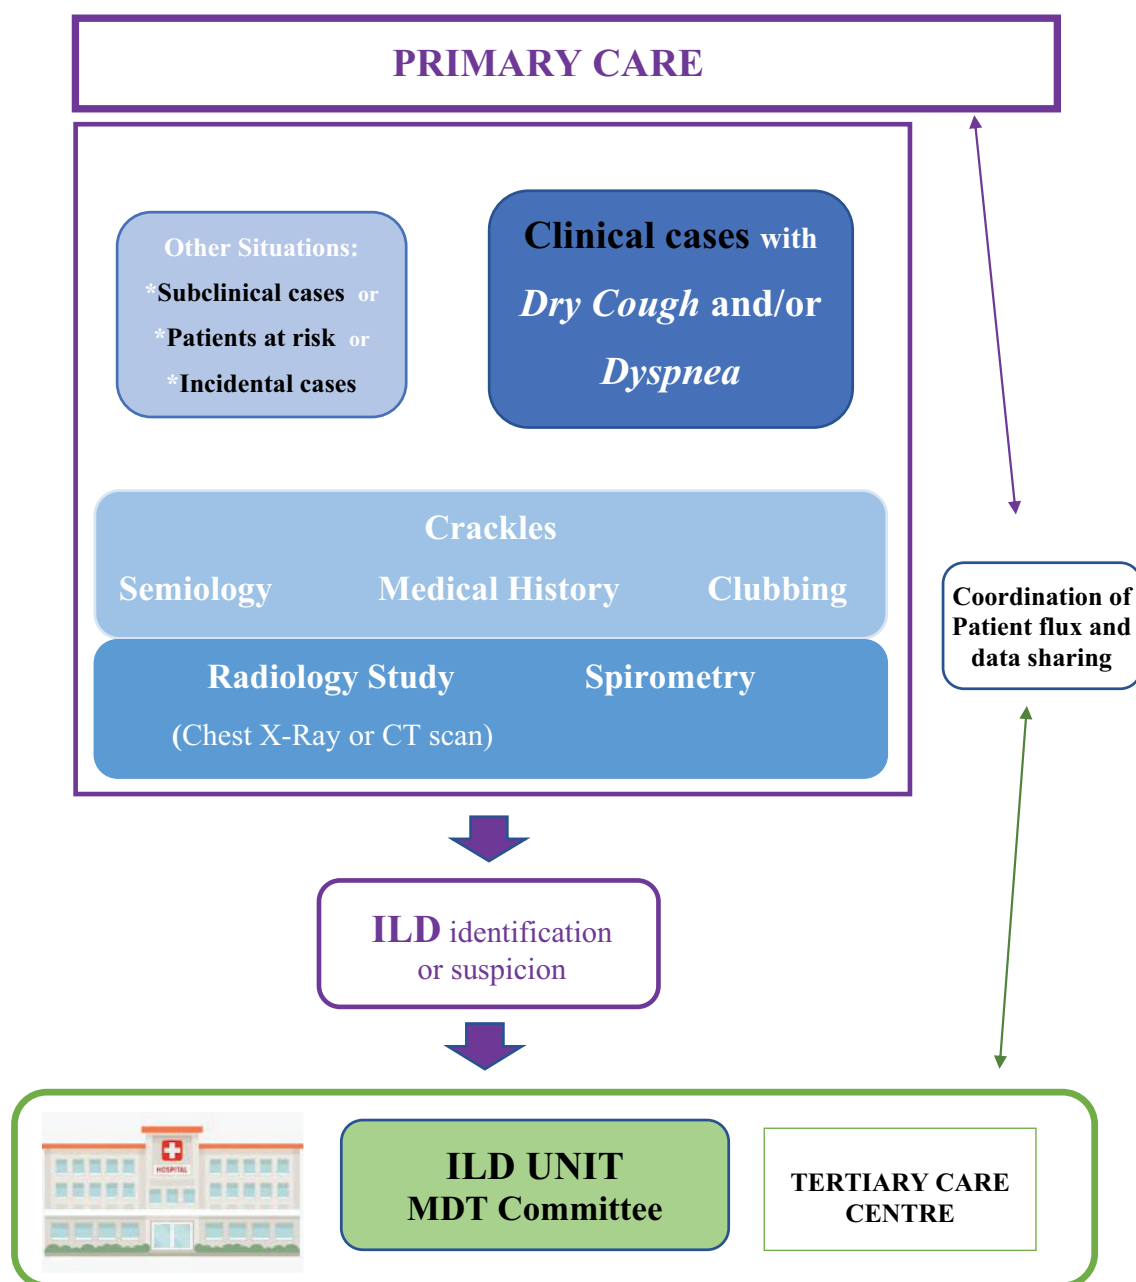 PRIMARY CARE
Other Situations:
*Subclinical cases or
*Patients at risk or
*Incidental cases
Clinical cases with
Dry Cough and/or
Dyspnea
Crackles
Semiology Medical History Clubbing
Radiology Study Spirometry
(Chest X-Ray or CT scan)
Coordination of
Patient flux and
data sharing
ILD identification
or suspicion
HOSPITAL
ILD UNIT
MDT Committee
TERTIARY CARE
CENTRE